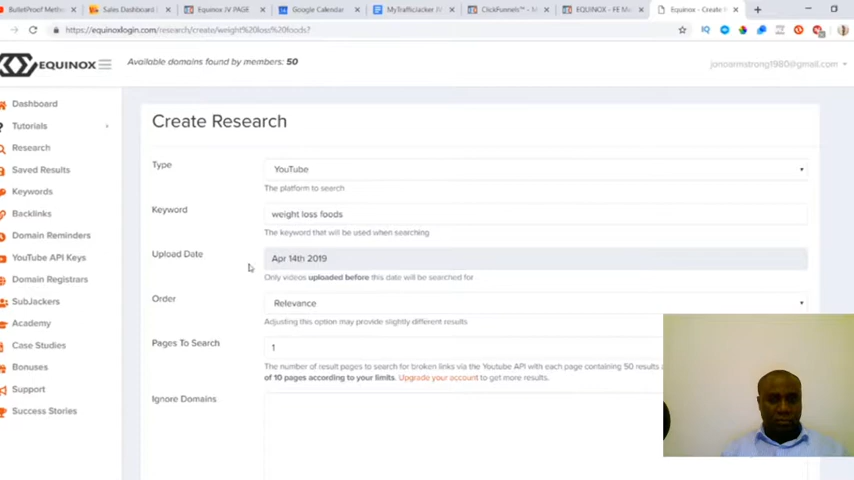 BulletProof Metho
Sales Dashboard
Equinox JV PAGE
Google Calendar
MyTrafficJacker
ClickFunnels™ - M
EQUINOX - FE M
Equinox - Create R
https://equinoxlogin.com/research/create/weight%20loss%20foods?
EQUINOX
Available domains found by members: 50
jonoarmstrong1980@gmail.com
Dashboard
Tutorials
Research
Saved Results
Keywords
Backlinks
Domain Reminders
YouTube API Keys
Domain Registrars
SubJackers
Academy
Case Studies
Bonuses
Support
Success Stories
Create Research
Type
YouTube
The platform to search
Keyword
weight loss foods
The keyword that will be used when searching
Upload Date
Apr 14th 2019
Only videos uploaded before this date will be searched for
Order
Relevance
Adjusting this option may provide slightly different results
Pages To Search
1
The number of result pages to search for broken links via the Youtube API with each page containing 50 results
of 10 pages according to your limits. Upgrade your account to get more results.
Ignore Domains